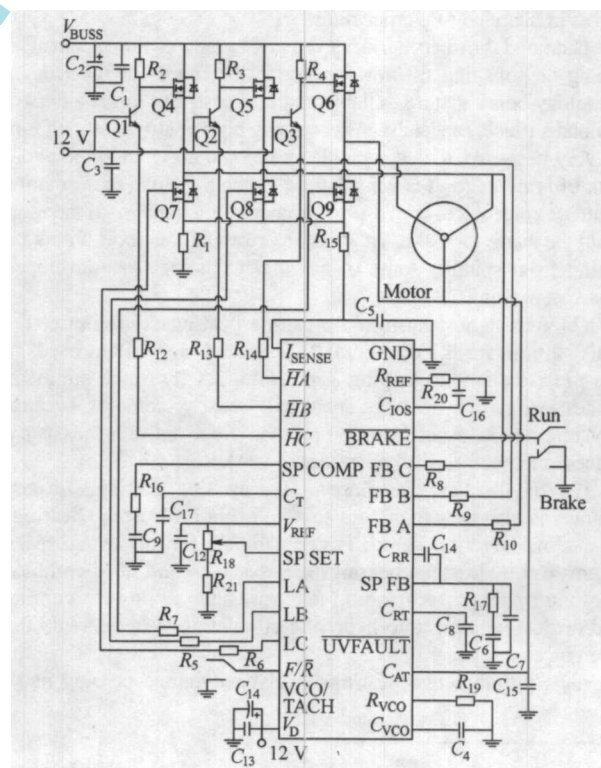 V_BUSS
C₂
C₁
R₂
R₃
R₄
Q4
Q5
Q6
Q1
Q2
Q3
12 V
C₃
Q7
Q8
Q9
R₁
R₁₅
Motor
C₅
I_SENSE
GND
R₁₂
R₁₃
R₁₄
H̅A̅
R_REF
R₂₀
C₁₆
C_IOS
H̅B̅
H̅C̅
BRAKE
Run
Brake
SP COMP
FB C
R₈
R₁₆
C_T
FB B
R₉
C₁₇
V_REF
FB A
R₁₀
C₉
C₁₂
R₁₈
SP SET
C_RR
C₁₄
R₂₁
LA
SP FB
R₁₇
LB
C_RT
C₈
C₆
C₇
R₇
R₅
R₆
LC
UVFAULT
F/R̅
C_AT
C₁₅
VCO/
TACH
R_VCO
R₁₉
C₁₄
V_D
C_VCO
C₄
C₁₃
12 V